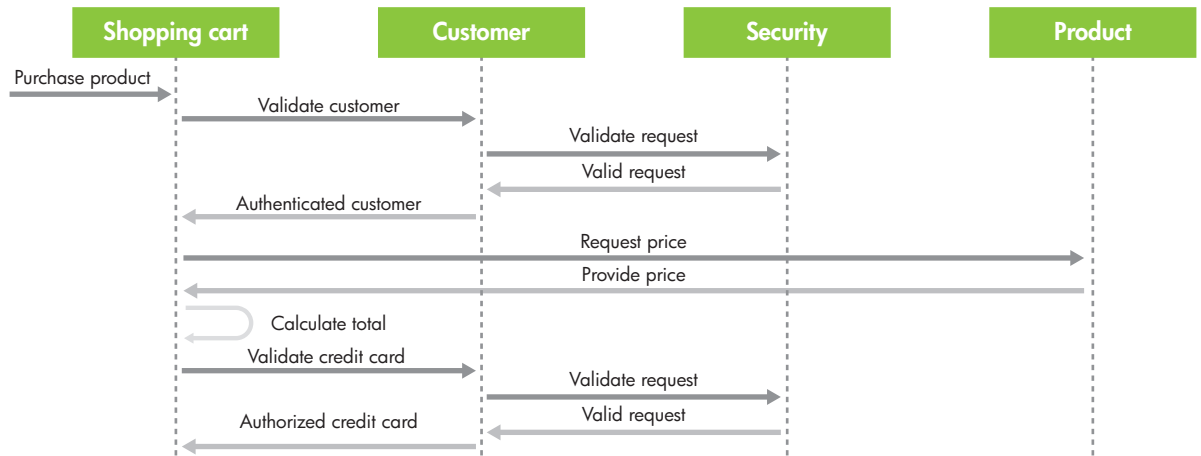 Shopping cart
Customer
Security
Product
Purchase product
Validate customer
Validate request
Valid request
Authenticated customer
Request price
Provide price
Calculate total
Validate credit card
Validate request
Valid request
Authorized credit card